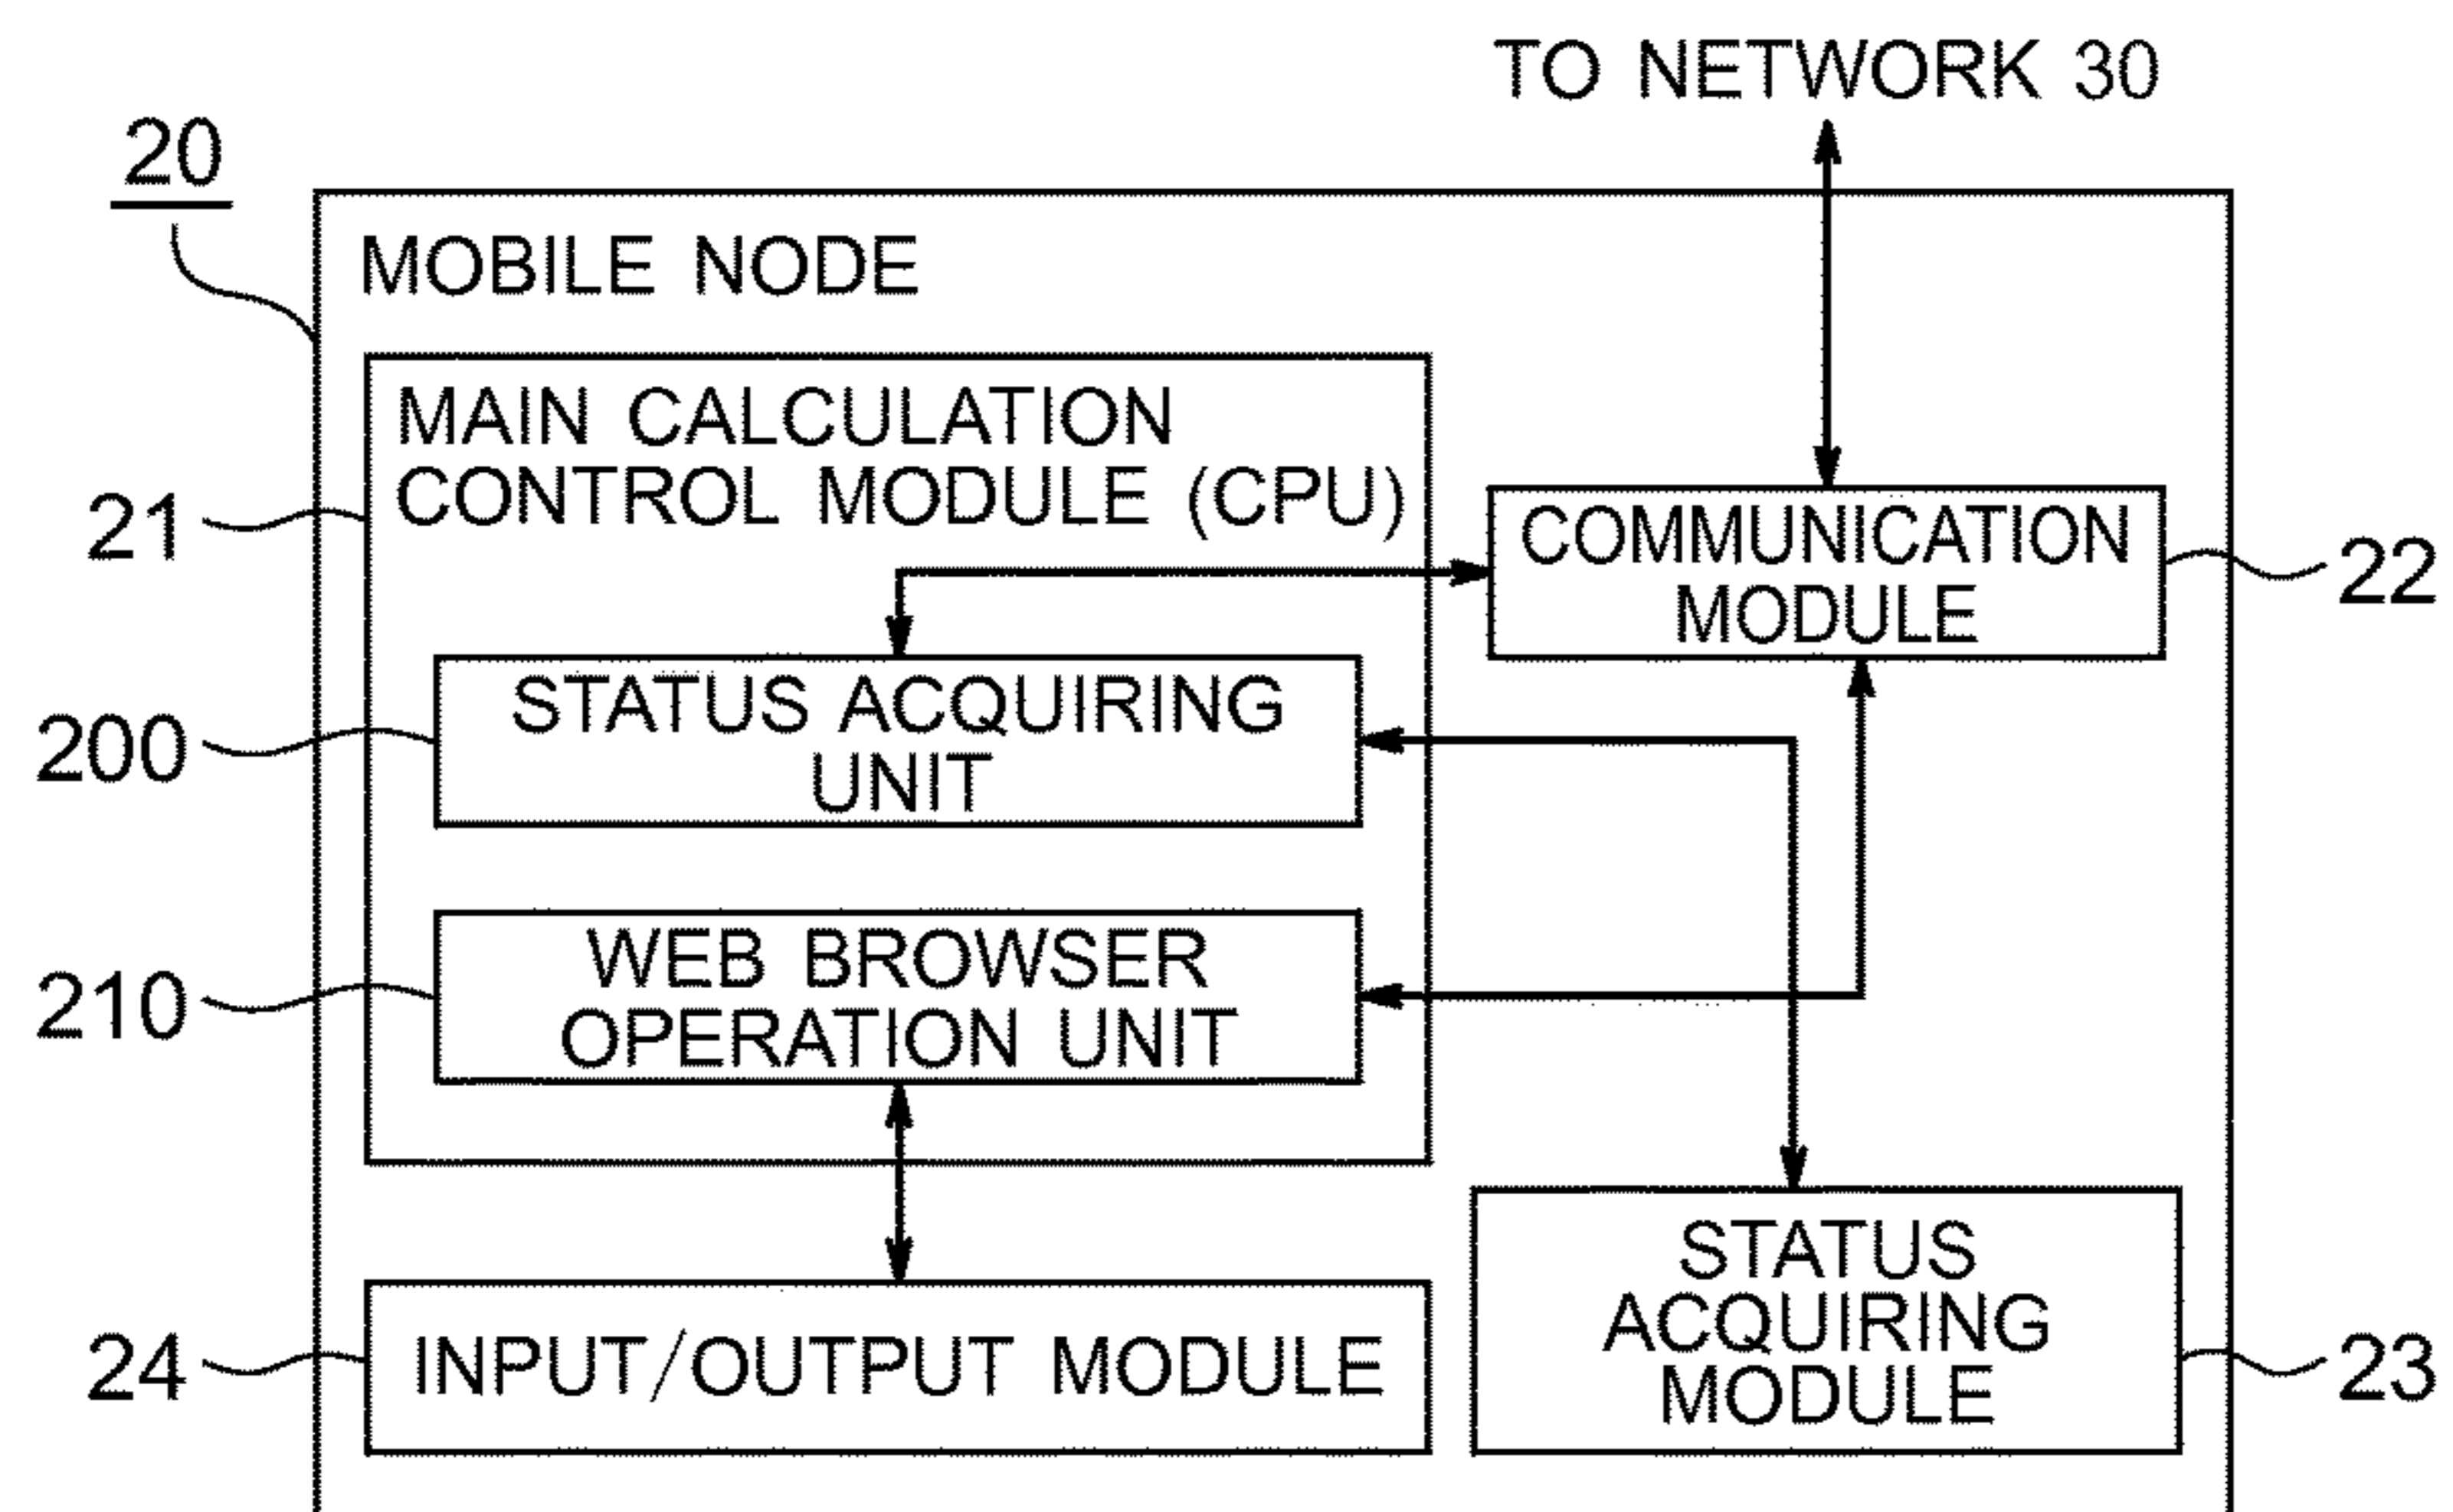 TO NETWORK 30
20
MOBILE NODE
MAIN CALCULATION
CONTROL MODULE (CPU)
21
COMMUNICATION
MODULE
22
STATUS ACQUIRING
UNIT
200
WEB BROWSER
OPERATION UNIT
210
INPUT/OUTPUT MODULE
24
STATUS
ACQUIRING
MODULE
23